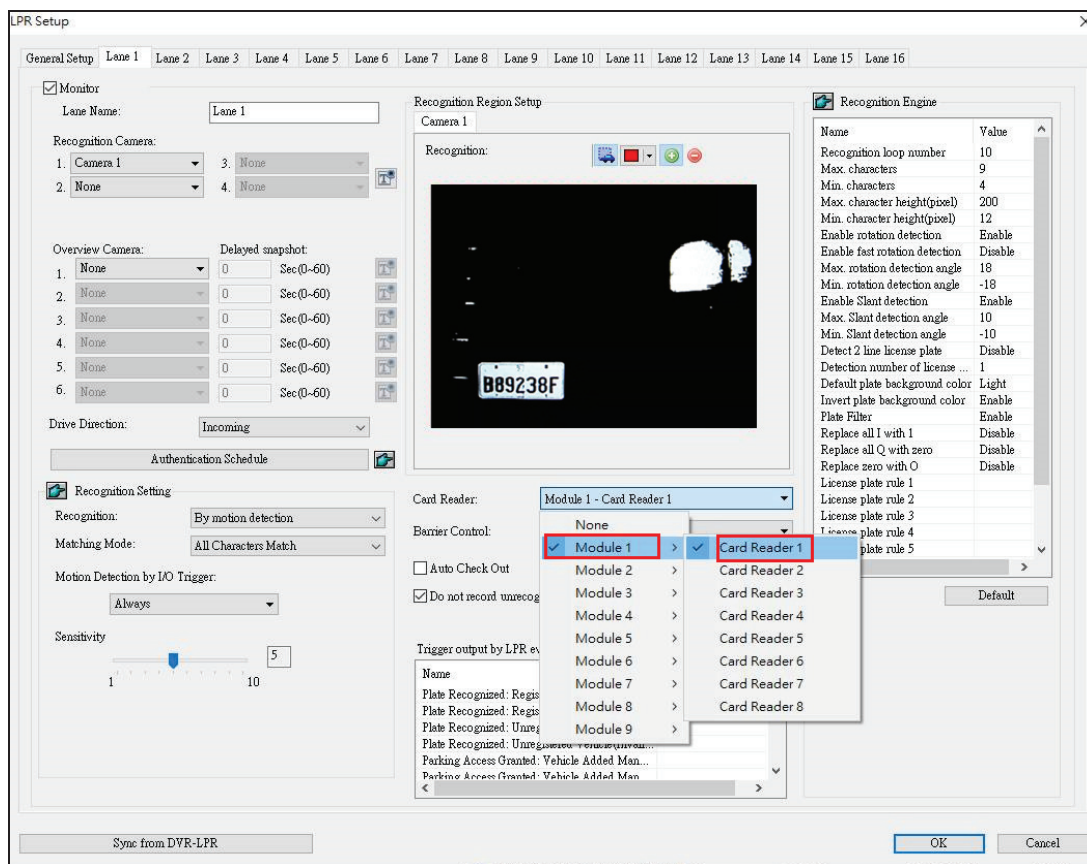 LPR Setup
General Setup Lane 1 Lane 2 Lane 3 Lane 4 Lane 5 Lane 6 Lane 7 Lane 8 Lane 9 Lane 10 Lane 11 Lane 12 Lane 13 Lane 14 Lane 15 Lane 16
Monitor
Lane Name: Lane 1
Recognition Camera:
1. Camera 1 3. None
2. None 4. None
Overview Camera: Delayed snapshot:
1. None 0 Sec(0~60)
2. None 0 Sec(0~60)
3. None 0 Sec(0~60)
4. None 0 Sec(0~60)
5. None 0 Sec(0~60)
6. None 0 Sec(0~60)
Drive Direction: Incoming
Authentication Schedule
Recognition Setting
Recognition: By motion detection
Matching Mode: All Characters Match
Motion Detection by I/O Trigger:
Always
Sensitivity
5
1 10
Recognition Region Setup
Camera 1
Recognition:
B89238F
Card Reader: Module 1 - Card Reader 1
Barrier Control:
Auto Check Out
Do not record unrecog
None
Module 1 Card Reader 1
Module 2 Card Reader 2
Module 3 Card Reader 3
Module 4 Card Reader 4
Module 5 Card Reader 5
Module 6 Card Reader 6
Module 7 Card Reader 7
Module 8 Card Reader 8
Module 9
Trigger output by LPR ev
Name
Plate Recognized: Regis
Plate Recognized: Regis
Plate Recognized: Unreg
Plate Recognized: Unregistered Vehicle(Invali...
Parking Access Granted: Vehicle Added Man...
Parking Access Granted: Vehicle Added Man
Recognition Engine
Name Value
Recognition loop number 10
Max. characters 9
Min. characters 4
Max. character height(pixel) 200
Min. character height(pixel) 12
Enable rotation detection Enable
Enable fast rotation detection Disable
Max. rotation detection angle 18
Min. rotation detection angle -18
Enable Slant detection Enable
Max. Slant detection angle 10
Min. Slant detection angle -10
Detect 2 line license plate Disable
Detection number of license ... 1
Default plate background color Light
Invert plate background color Enable
Plate Filter Enable
Replace all I with 1 Disable
Replace all Q with zero Disable
Replace zero with O Disable
License plate rule 1
License plate rule 2
License plate rule 3
License plate rule 4
plate rule 5
Default
Sync from DVR-LPR OK Cancel